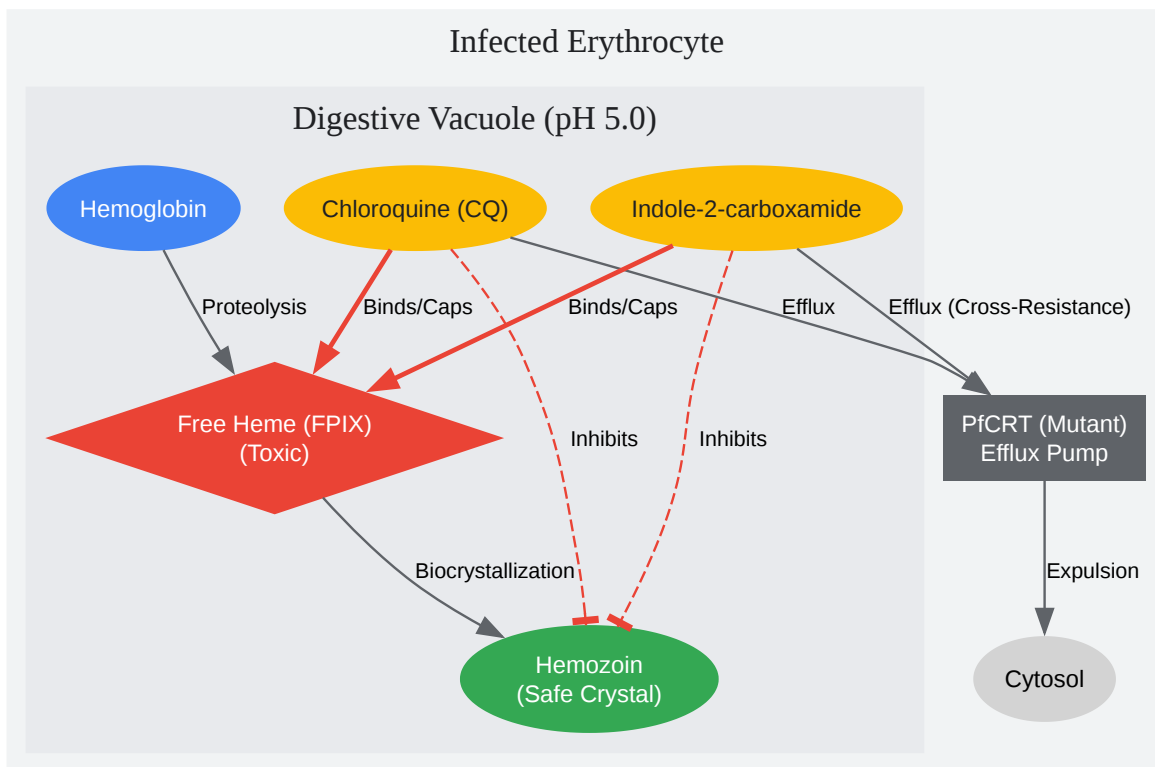 Infected Erythrocyte
Digestive Vacuole (pH 5.0)
Hemoglobin
Chloroquine (CQ)
Indole-2-carboxamide
Proteolysis
Binds/Caps
Binds/Caps
Efflux
Efflux (Cross-Resistance)
Free Heme (FPIX)
(Toxic)
Inhibits
Inhibits
PfCRT (Mutant)
Efflux Pump
Biocrystallization
Expulsion
Hemozoin
(Safe Crystal)
Cytosol